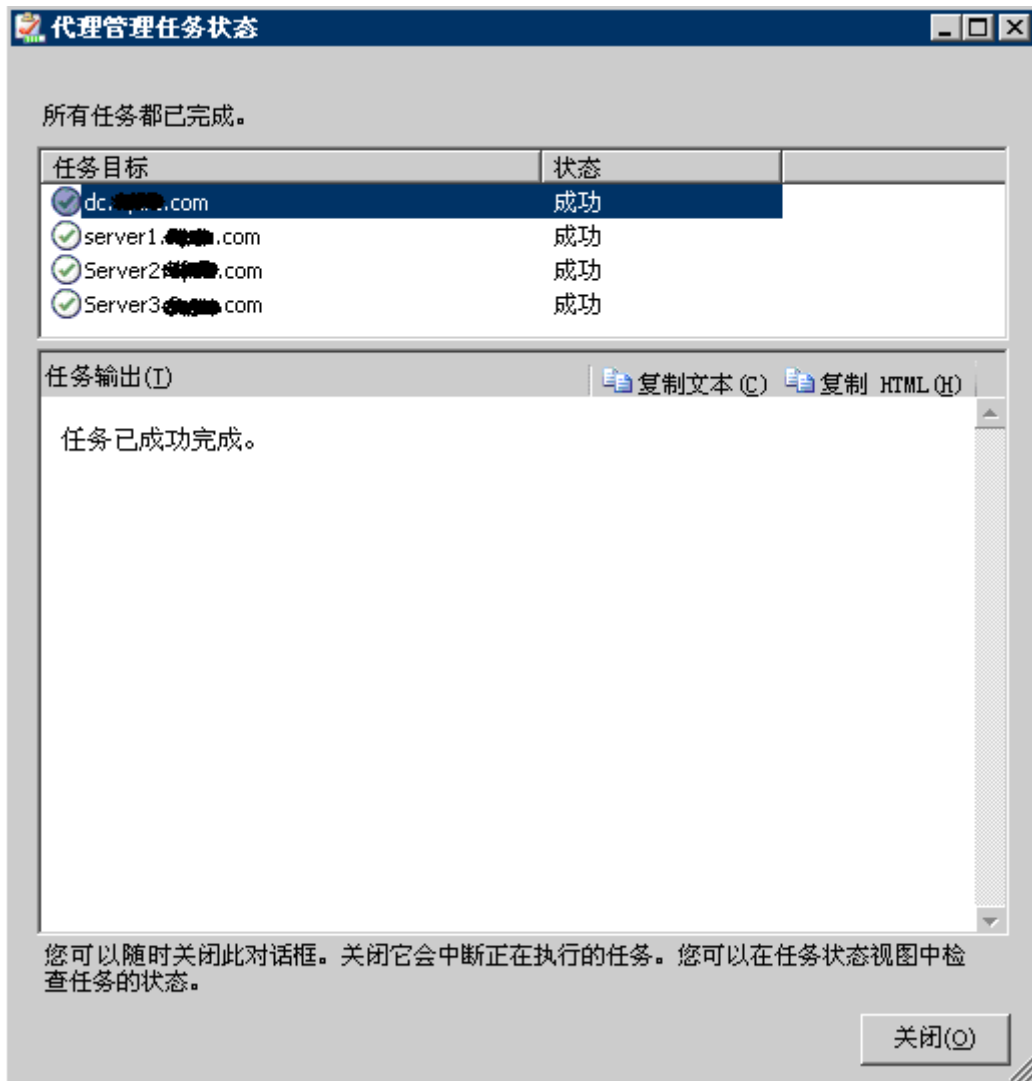 代理管理任务状态
所有任务都已完成。
任务目标 状态
dc. .com 成功
server1. .com 成功
Server2 .com 成功
Server3 .com 成功
任务输出(T) 复制文本(C) 复制 HTML(H)
任务已成功完成。
您可以随时关闭此对话框。关闭它会中断正在执行的任务。您可以在任务状态视图中检
查任务的状态。
关闭(O)